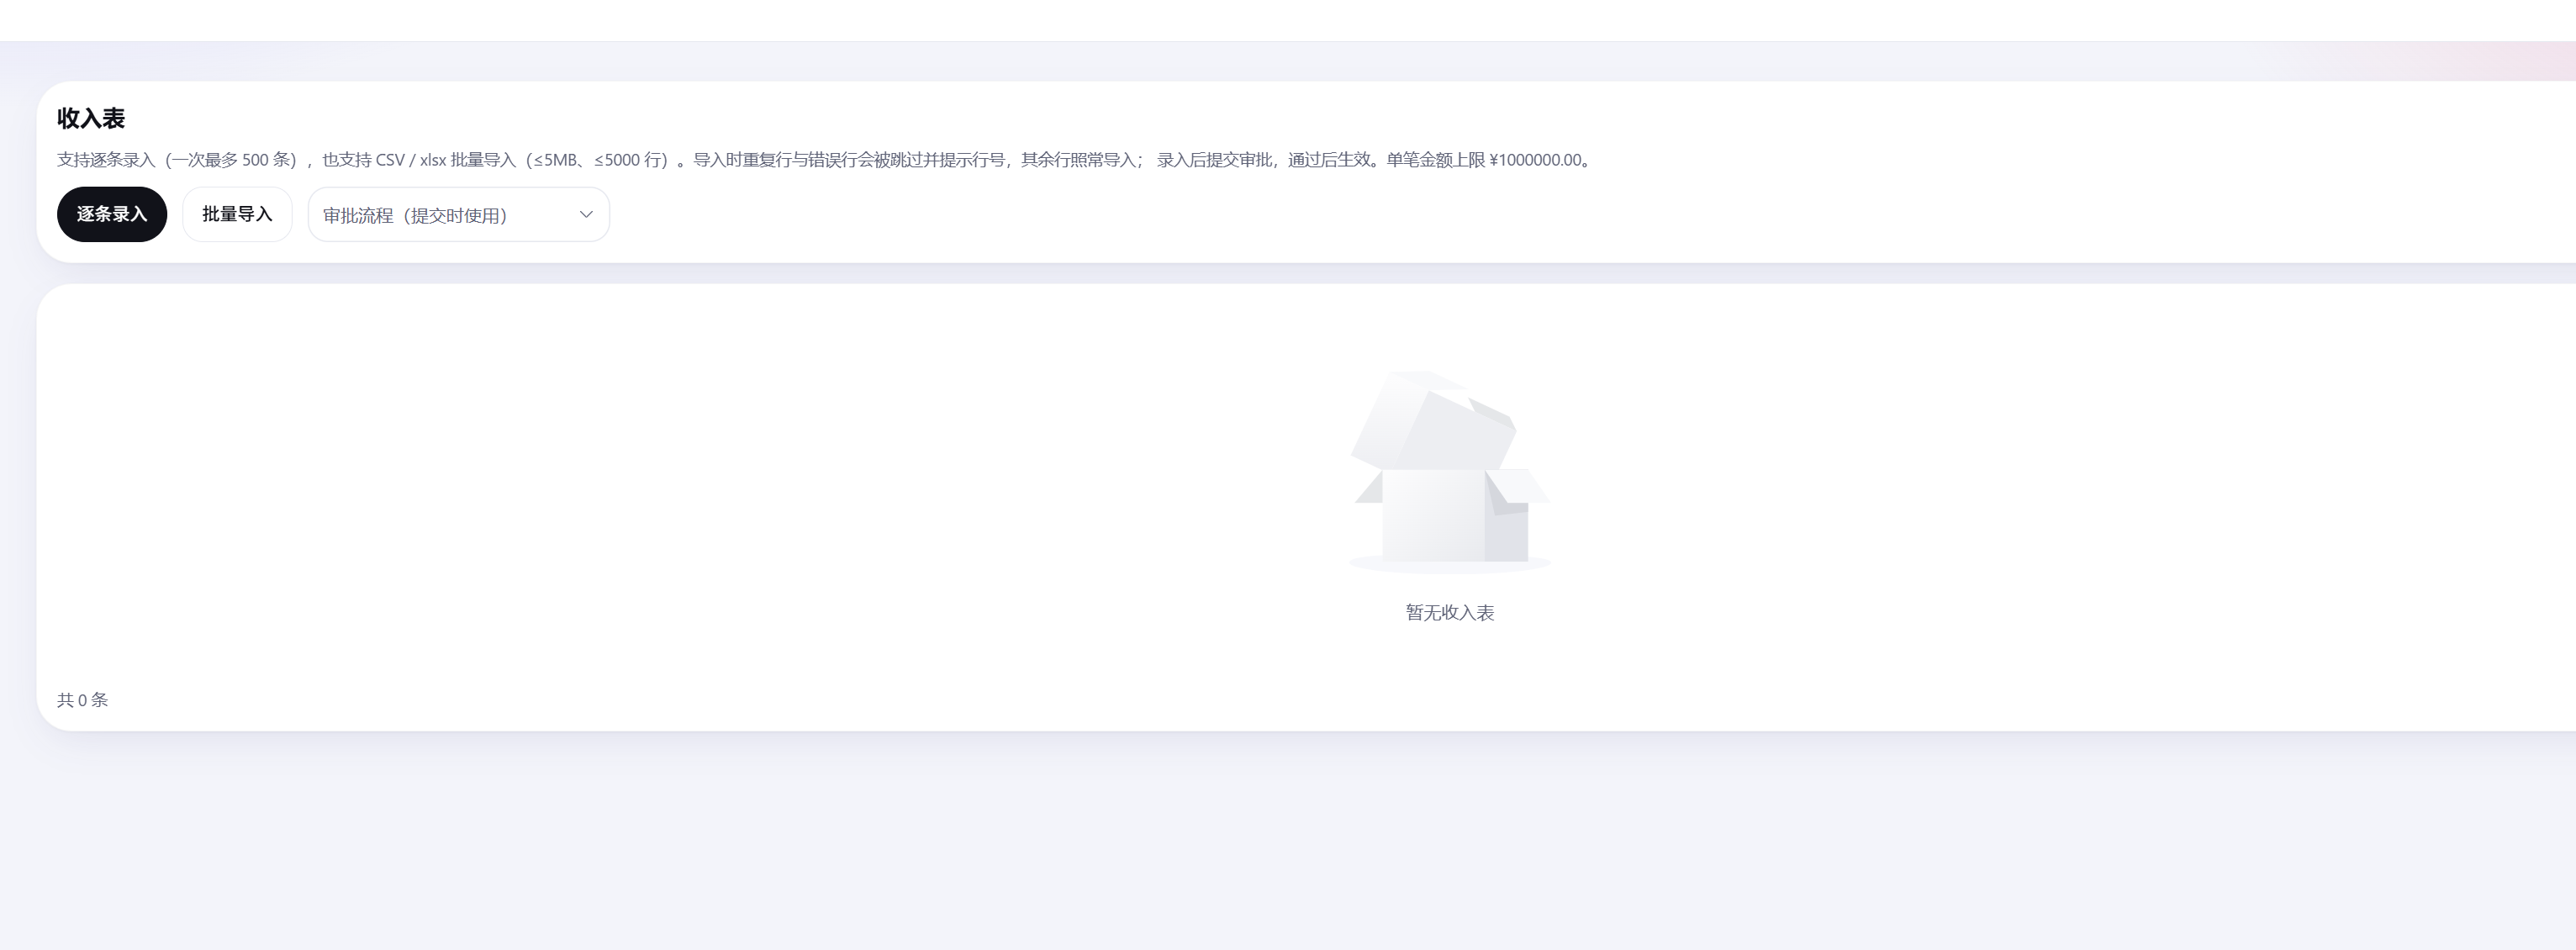 收入表
支持逐条录入（一次最多 500 条），也支持 CSV / xlsx 批量导入（≤5MB、≤5000 行）。导入时重复行与错误行会被跳过并提示行号，其余行照常导入； 录入后提交审批，通过后生效。单笔金额上限 ¥1000000.00。
逐条录入 批量导入 审批流程（提交时使用）
暂无收入表
共 0 条